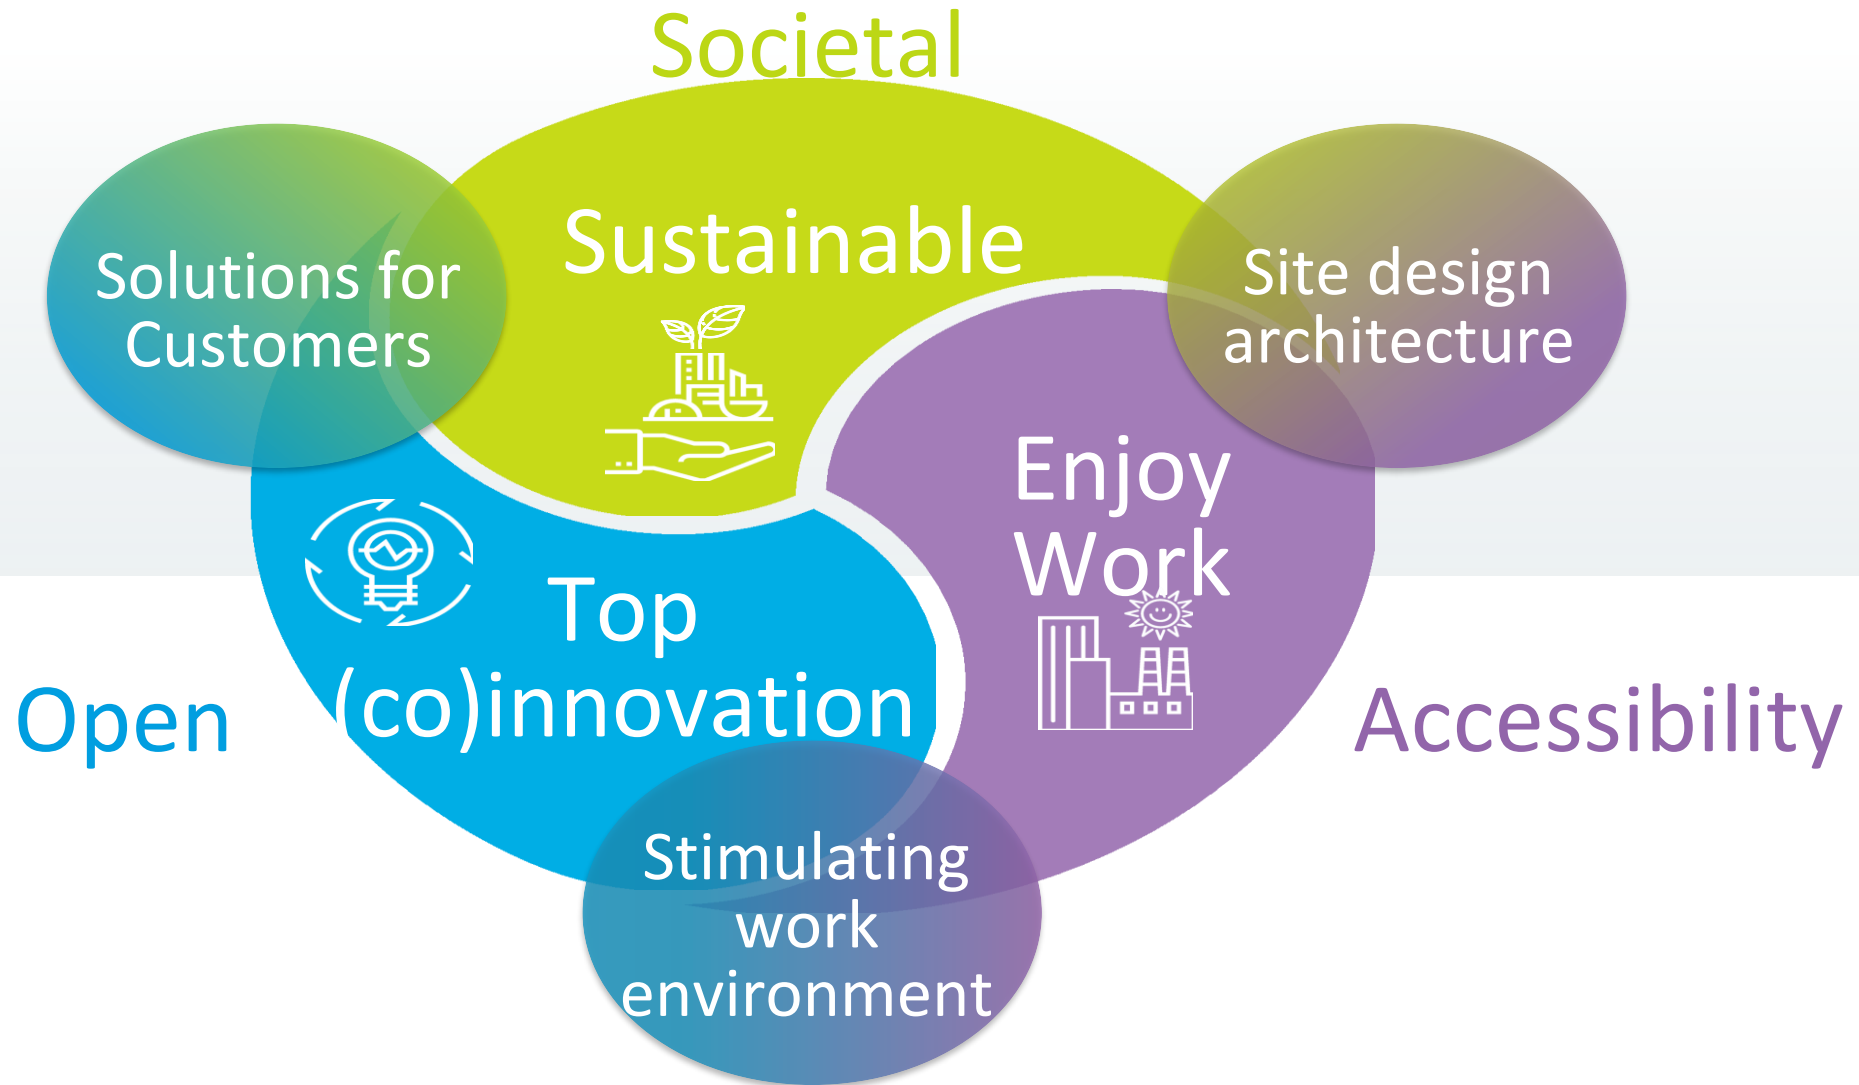 Societal
Sustainable
Solutions for
Customers
Site design
architecture
Enjoy
Work
Top
(co)innovation
Open
Accessibility
Stimulating
work
environment